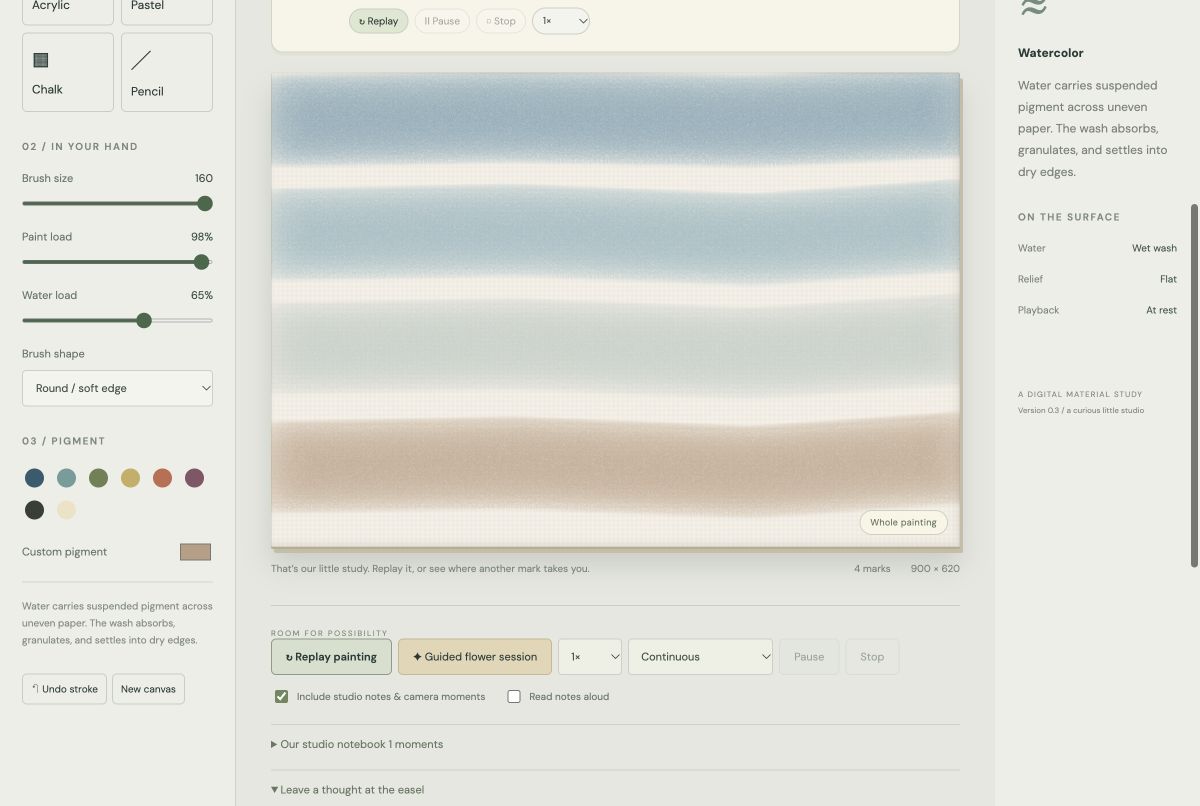 Acrylic
Pastel
Chalk
Pencil
02 / IN YOUR HAND
Brush size 160
Paint load 98%
Water load 65%
Brush shape
Round / soft edge
03 / PIGMENT
Custom pigment
Water carries suspended pigment across
uneven paper. The wash absorbs,
granulates, and settles into dry edges.
Undo stroke
New canvas
↻ Replay
II Pause
Stop
1×
Whole painting
That's our little study. Replay it, or see where another mark takes you.
4 marks
900 × 620
ROOM FOR POSSIBILITY
↻ Replay painting
✦ Guided flower session
1×
Continuous
Pause
Stop
Include studio notes & camera moments
Read notes aloud
Our studio notebook 1 moments
Leave a thought at the easel
Watercolor
Water carries suspended
pigment across uneven
paper. The wash absorbs,
granulates, and settles into
dry edges.
ON THE SURFACE
Water Wet wash
Relief Flat
Playback At rest
A DIGITAL MATERIAL STUDY
Version 0.3 / a curious little studio